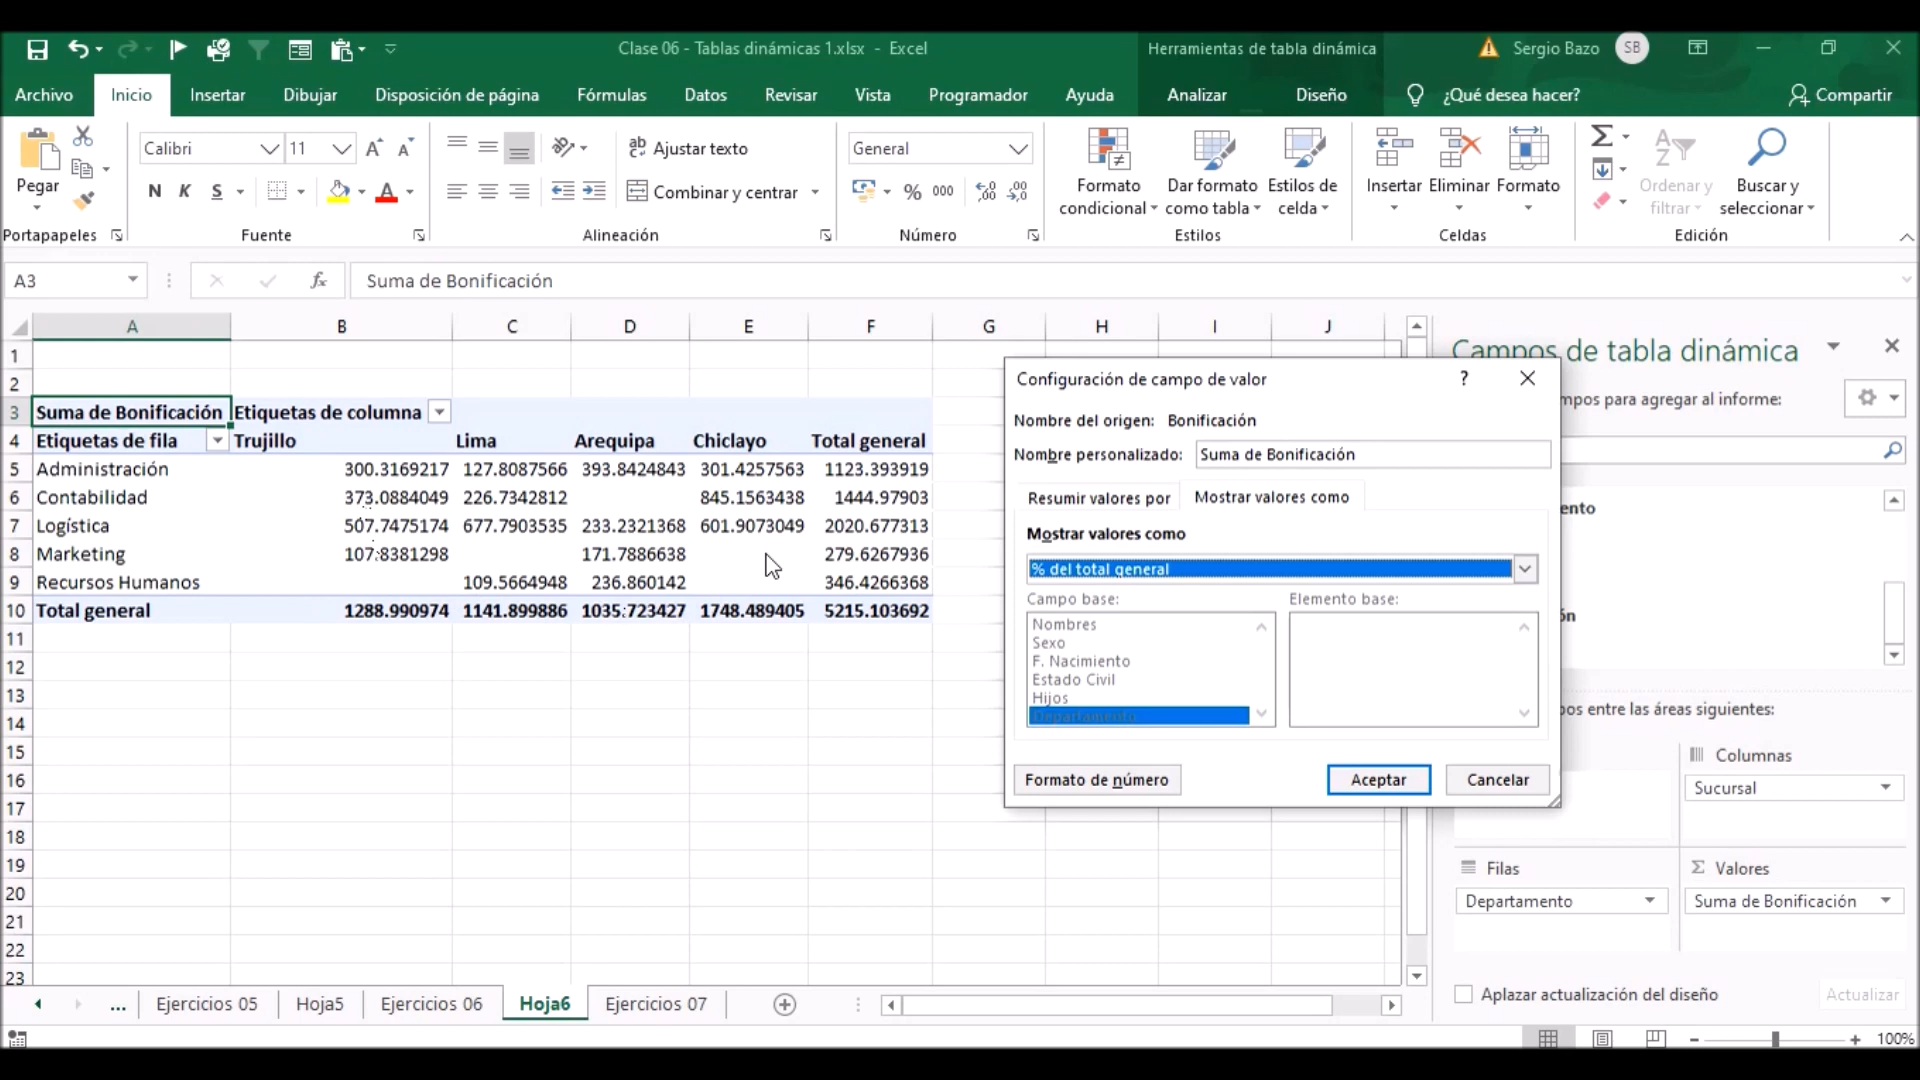 Clase 06 - Tablas dinámicas 1.xlsx - Excel
Herramientas de tabla dinámica
Sergio Bazo
SB
Archivo Inicio Insertar Dibujar Disposición de página Fórmulas Datos Revisar Vista Programador Ayuda Analizar Diseño ¿Qué desea hacer? Compartir
Pegar
Portapapeles
Calibri 11
N K S
Fuente
Ajustar texto
Combinar y centrar
Alineación
General
% 000
Número
Formato condicional
Dar formato como tabla
Estilos de celda
Estilos
Insertar Eliminar Formato
Celdas
Ordenar y filtrar
Buscar y seleccionar
Edición
A3 fx Suma de Bonificación
A B C D E F G H I J
1
2
3 Suma de Bonificación Etiquetas de columna
4 Etiquetas de fila Trujillo Lima Arequipa Chiclayo Total general
5 Administración 300.3169217 127.8087566 393.8424843 301.4257563 1123.393919
6 Contabilidad 373.0884049 226.7342812 845.1563438 1444.97903
7 Logística 507.7475174 677.7903535 233.2321368 601.9073049 2020.677313
8 Marketing 107.8381298 171.7886638 279.6267936
9 Recursos Humanos 109.5664948 236.860142 346.4266368
10 Total general 1288.990974 1141.899886 1035.723427 1748.489405 5215.103692
11
12
13
14
15
16
17
18
19
20
21
22
23
Configuración de campo de valor ?
Nombre del origen: Bonificación
Nombre personalizado: Suma de Bonificación
Resumir valores por Mostrar valores como
Mostrar valores como
% del total general
Campo base: Elemento base:
Nombres
Sexo
F. Nacimiento
Estado Civil
Hijos
Departamento
Formato de número Aceptar Cancelar
Campos de tabla dinámica
mpos para agregar al informe:
ento
ón
pos entre las áreas siguientes:
Columnas
Sucursal
Filas
Departamento
Σ Valores
Suma de Bonificación
Aplazar actualización del diseño Actualizar
... Ejercicios 05 Hoja5 Ejercicios 06 Hoja6 Ejercicios 07
100%